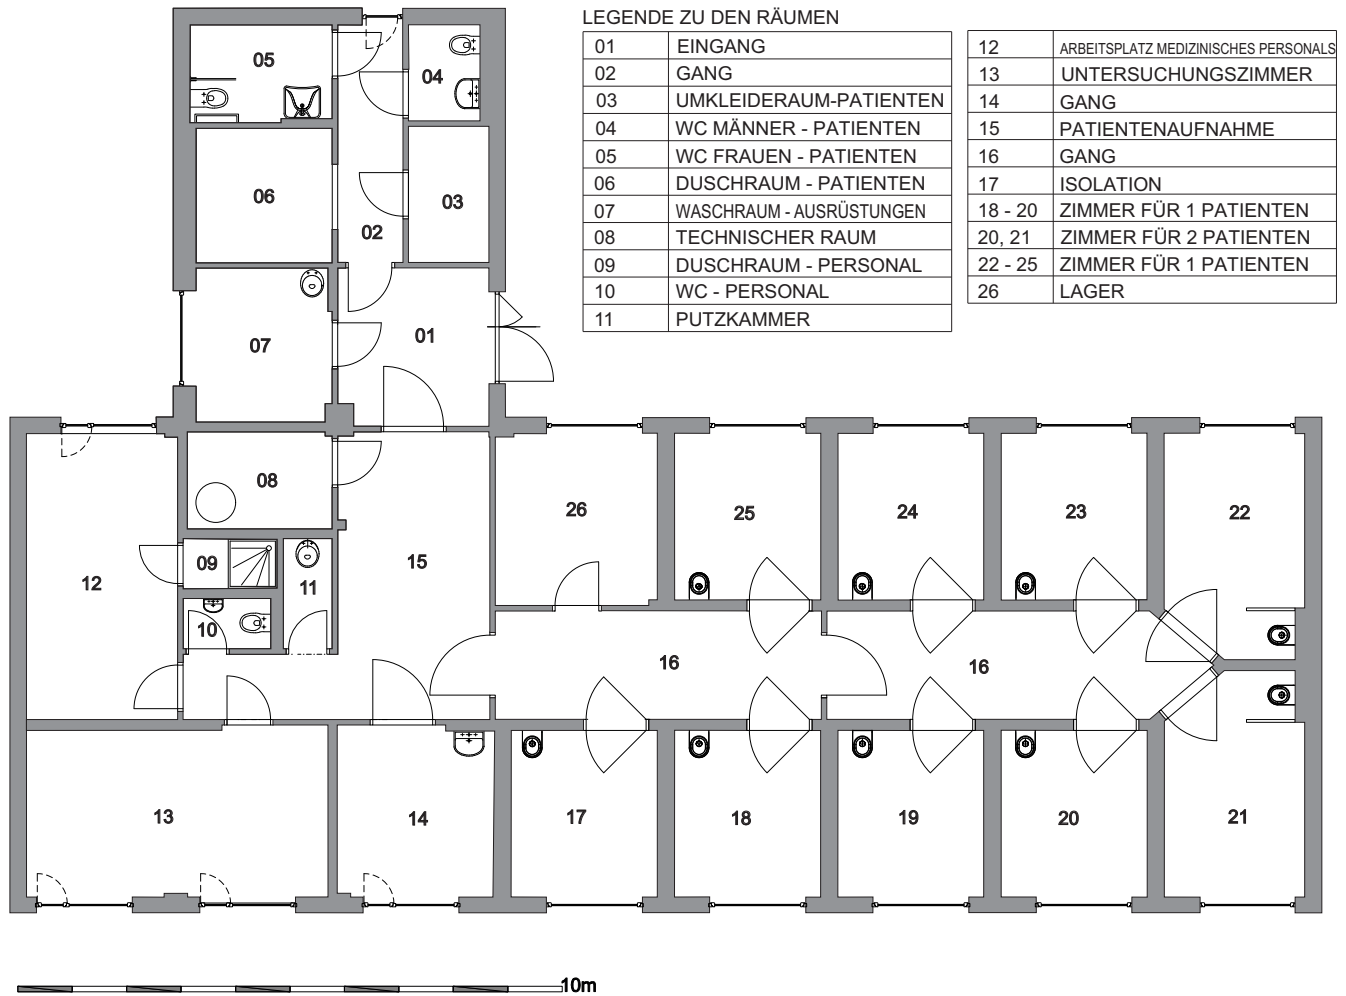 LEGENDE ZU DEN RÄUMEN
01 EINGANG
02 GANG
03 UMKLEIDERAUM-PATIENTEN
04 WC MÄNNER - PATIENTEN
05 WC FRAUEN - PATIENTEN
06 DUSCHRAUM - PATIENTEN
07 WASCHRAUM - AUSRÜSTUNGEN
08 TECHNISCHER RAUM
09 DUSCHRAUM - PERSONAL
10 WC - PERSONAL
11 PUTZKAMMER
12 ARBEITSPLATZ MEDIZINISCHES PERSONALS
13 UNTERSUCHUNGSZIMMER
14 GANG
15 PATIENTENAUFNAHME
16 GANG
17 ISOLATION
18 - 20 ZIMMER FÜR 1 PATIENTEN
20, 21 ZIMMER FÜR 2 PATIENTEN
22 - 25 ZIMMER FÜR 1 PATIENTEN
26 LAGER
05
04
06
03
02
07
01
08
26
25
24
23
22
12
09
11
15
10
16
16
13
14
17
18
19
20
21
10m